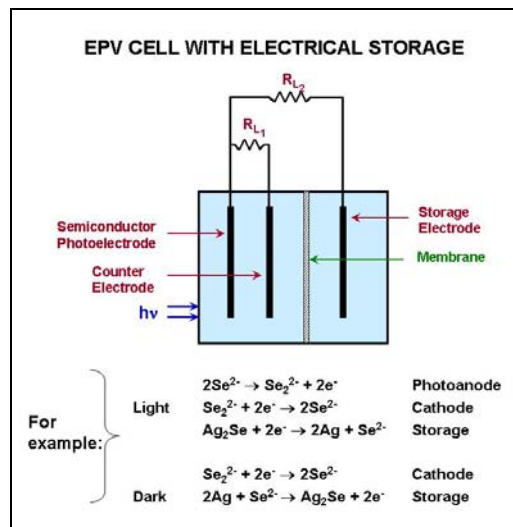 EPV CELL WITH ELECTRICAL STORAGE
R_L2
R_L1
Semiconductor
Photoelectrode
Storage
Electrode
Membrane
Counter
Electrode
hν
For
example:
Light
2Se²⁻ → Se₂²⁻ + 2e⁻ Photoanode
Se₂²⁻ + 2e⁻ → 2Se²⁻ Cathode
Ag₂Se + 2e⁻ → 2Ag + Se²⁻ Storage
Dark
Se₂²⁻ + 2e⁻ → 2Se²⁻ Cathode
2Ag + Se²⁻ → Ag₂Se + 2e⁻ Storage